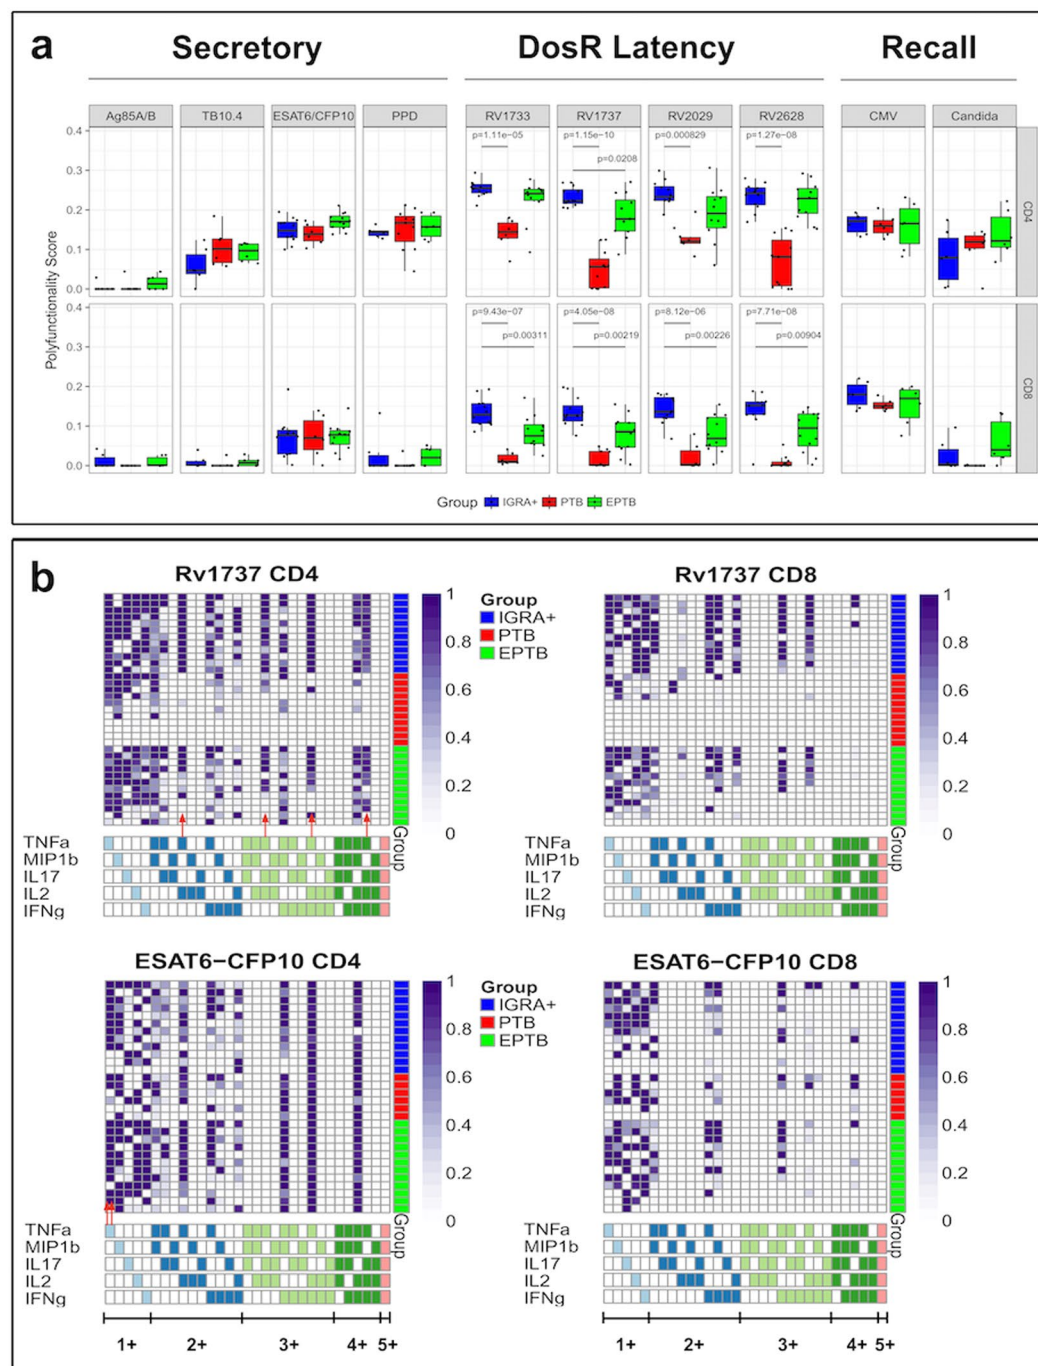 a
Secretory DosR Latency Recall
Ag85A/B TB10.4 ESAT6/CFP10 PPD RV1733 RV1737 RV2029 RV2628 CMV Candida
0.4
p=1.11e−05 p=1.15e−10 p=0.000829 p=1.27e−08
p=0.0208
0.3
0.2
0.1
0.0
CD4
Polyfunctionality Score
0.4
p=9.43e−07 p=4.05e−08 p=8.12e−06 p=7.71e−08
p=0.00311 p=0.00219 p=0.00226 p=0.00904
0.3
0.2
0.1
0.0
CD8
Group IGRA+ PTB EPTB
b
Rv1737 CD4
1
0.8
0.6
0.4
0.2
0
Group
IGRA+
PTB
EPTB
Group
TNFa
MIP1b
IL17
IL2
IFNg
Rv1737 CD8
1
0.8
0.6
0.4
0.2
0
Group
TNFa
MIP1b
IL17
IL2
IFNg
ESAT6−CFP10 CD4
1
0.8
0.6
0.4
0.2
0
Group
IGRA+
PTB
EPTB
Group
TNFa
MIP1b
IL17
IL2
IFNg
1+ 2+ 3+ 4+ 5+
ESAT6−CFP10 CD8
1
0.8
0.6
0.4
0.2
0
Group
TNFa
MIP1b
IL17
IL2
IFNg
1+ 2+ 3+ 4+ 5+